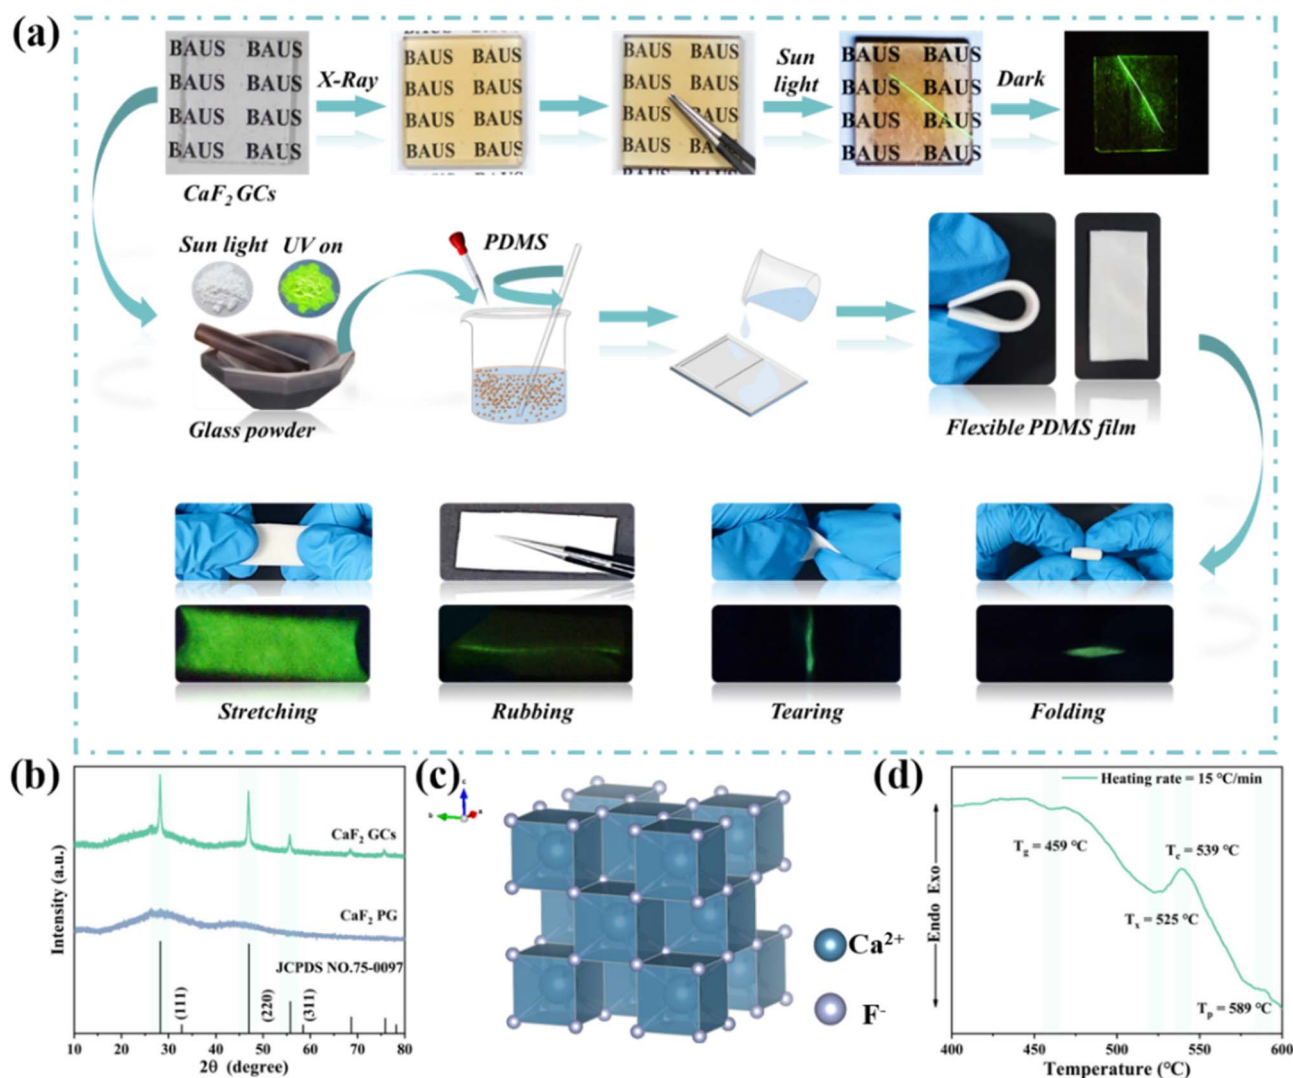 (a)
BAUS BAUS
BAUS BAUS
BAUS BAUS
BAUS BAUS
X-Ray
BAUS BAUS
BAUS BAUS
BAUS BAUS
BAUS BAUS
BAUS BAUS
BAUS BAUS
BAUS BAUS
BAUS BAUS
Sun
light
BAUS BAUS
BAUS BAUS
BAUS BAUS
BAUS BAUS
Dark
CaF2 GCs
Sun light UV on
PDMS
Glass powder
Flexible PDMS film
Stretching
Rubbing
Tearing
Folding
(b)
Intensity (a.u.)
CaF2 GCs
CaF2 PG
JCPDS NO.75-0097
(111)
(220)
(311)
10 20 30 40 50 60 70 80
2θ (degree)
(c)
c
b
a
Ca2+
F-
(d)
Endo Exo
Heating rate = 15 °C/min
Tg = 459 °C
Tc = 539 °C
Tx = 525 °C
Tp = 589 °C
400 450 500 550 600
Temperature (°C)